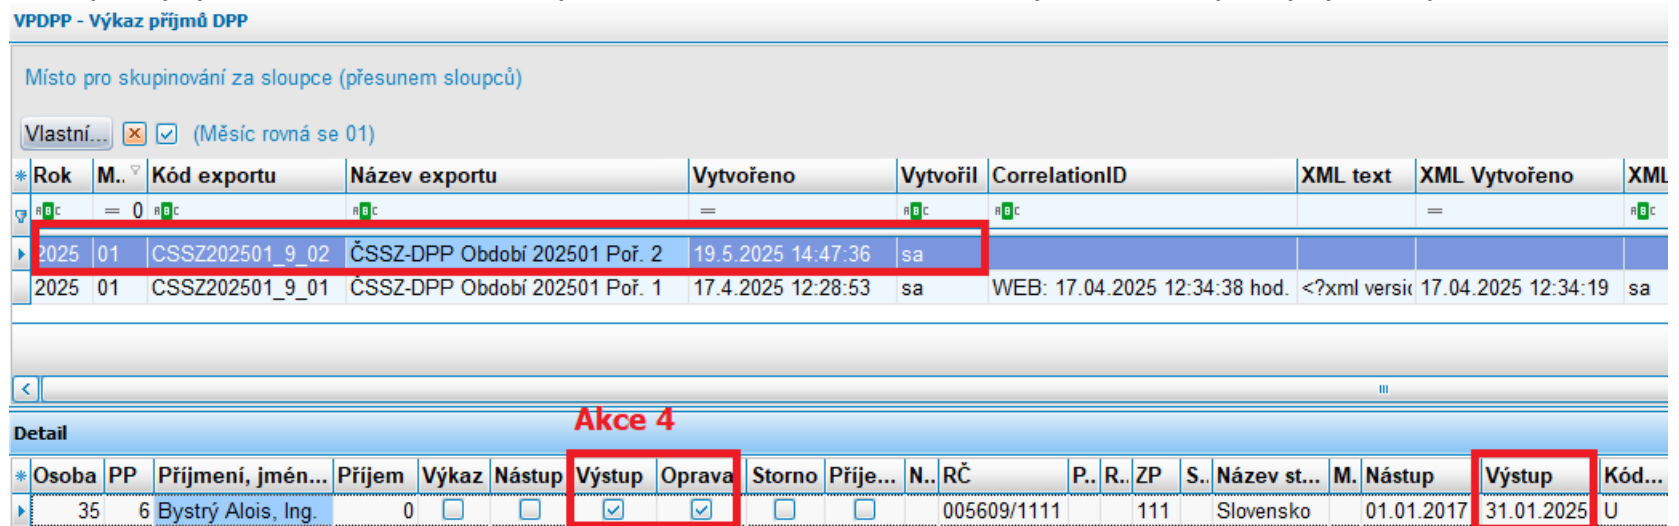 VPDPP - Výkaz příjmů DPP
Místo pro skupinování za sloupce (přesunem sloupců)
Vlastní... (Měsíc rovná se 01)
Rok M.. Kód exportu Název exportu Vytvořeno Vytvořil CorrelationID XML text XML Vytvořeno XML
= 0 = =
2025 01 CSSZ202501_9_02 ČSSZ-DPP Období 202501 Poř. 2 19.5.2025 14:47:36 sa
2025 01 CSSZ202501_9_01 ČSSZ-DPP Období 202501 Poř. 1 17.4.2025 12:28:53 sa WEB: 17.04.2025 12:34:38 hod. <?xml versio 17.04.2025 12:34:19 sa
Akce 4
Detail
Osoba PP Příjmení, jmén... Příjem Výkaz Nástup Výstup Oprava Storno Příje... N.. RČ P.. R.. ZP S.. Název st... M. Nástup Výstup Kód...
35 6 Bystrý Alois, Ing. 0 005609/1111 111 Slovensko 01.01.2017 31.01.2025 U